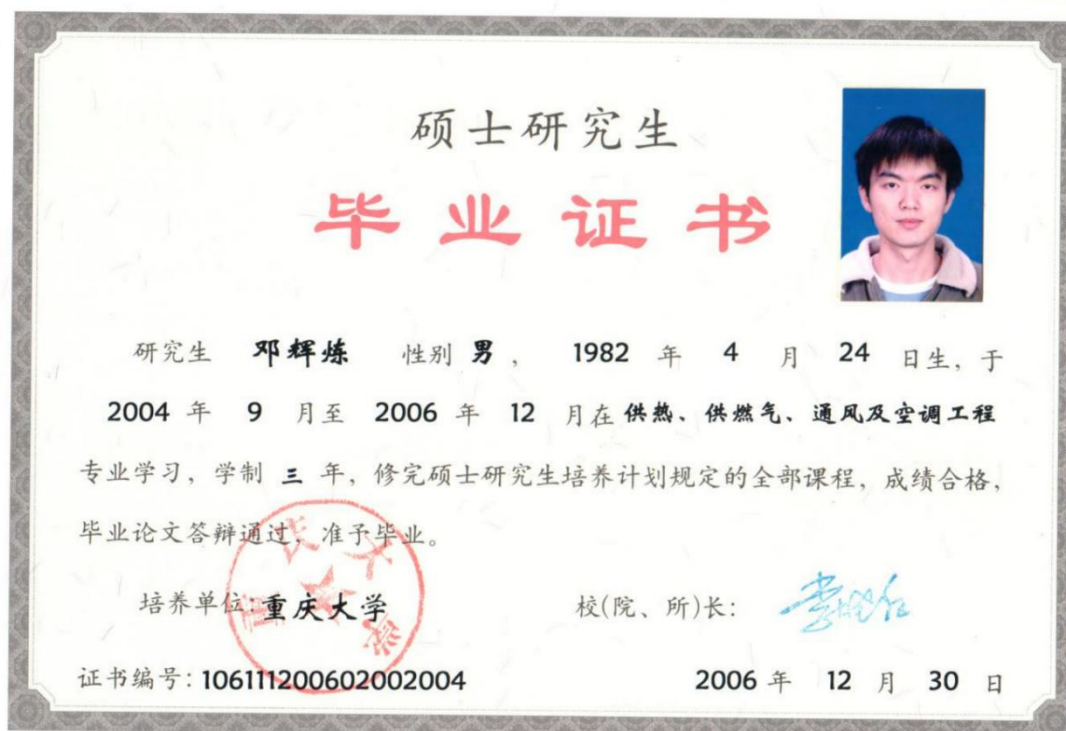 硕士研究生
毕业证书
研究生 邓辉炼 性别 男， 1982 年 4 月 24 日生，于
2004 年 9 月至 2006 年 12 月在 供热、供燃气、通风及空调工程
专业学习，学制 三 年，修完硕士研究生培养计划规定的全部课程，成绩合格，
毕业论文答辩通过，准予毕业。
培养单位：重庆大学
校(院、所)长：
证书编号：106111200602002004
2006 年 12 月 30 日
重庆大学